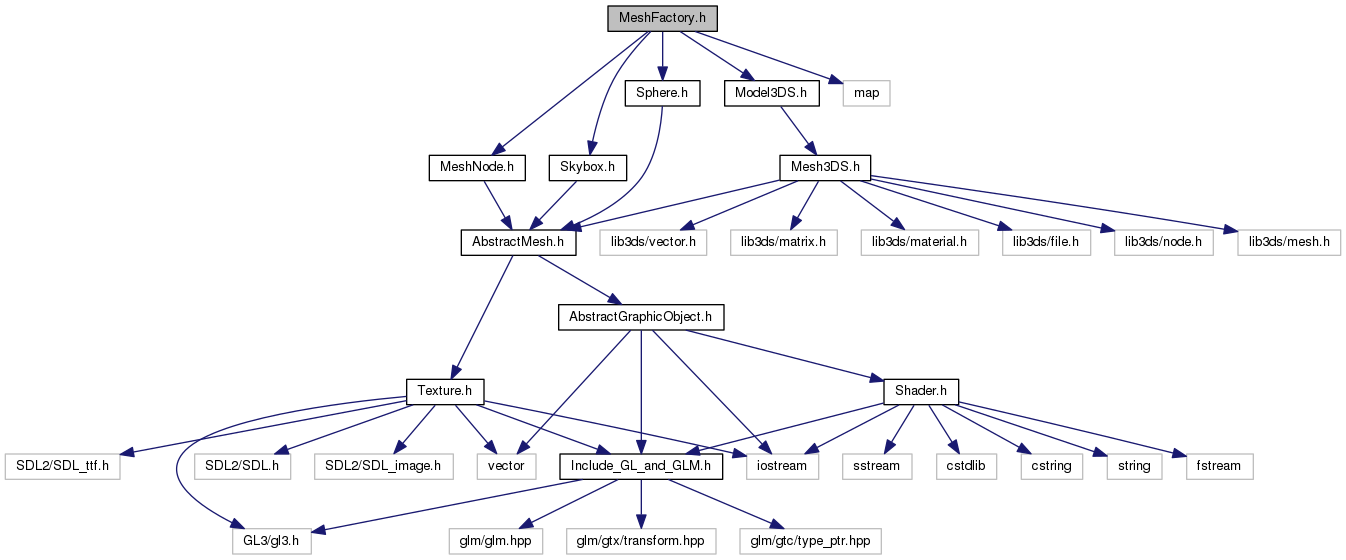 MeshFactory.h
Sphere.h
Model3DS.h
map
MeshNode.h
Skybox.h
Mesh3DS.h
AbstractMesh.h
lib3ds/vector.h
lib3ds/matrix.h
lib3ds/material.h
lib3ds/file.h
lib3ds/node.h
lib3ds/mesh.h
AbstractGraphicObject.h
Texture.h
Shader.h
SDL2/SDL_ttf.h
SDL2/SDL.h
SDL2/SDL_image.h
vector
Include_GL_and_GLM.h
iostream
sstream
cstdlib
cstring
string
fstream
GL3/gl3.h
glm/glm.hpp
glm/gtx/transform.hpp
glm/gtc/type_ptr.hpp